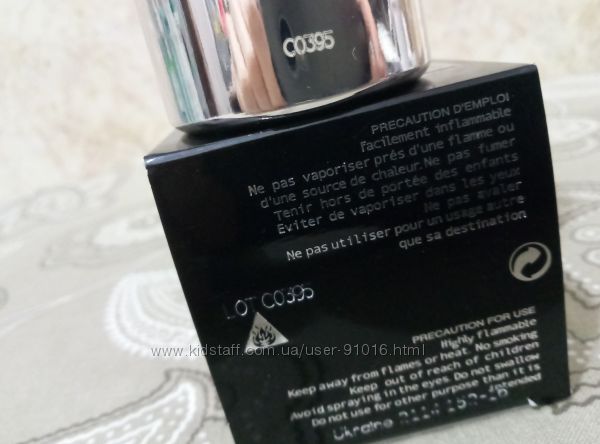 C0395
PRECAUTION D'EMPLOI
facilement inflammable
Ne pas vaporiser près d'une flamme ou
d'une source de chaleur.Ne pas fumer
Tenir hors de portée des enfants
Eviter de vaporiser dans les yeux
Ne pas avaler
Ne pas utiliser pour un usage autre
que sa destination
LOT C0395
www.kidstaff.com.ua/user-91016.html
PRECAUTION FOR USE
Highly flammable
Keep away from flames or heat. No smoking
Keep out of reach of children
Avoid spraying in the eyes. Do not swallow
Do not use for other purpose than it is
intended
Ukraine